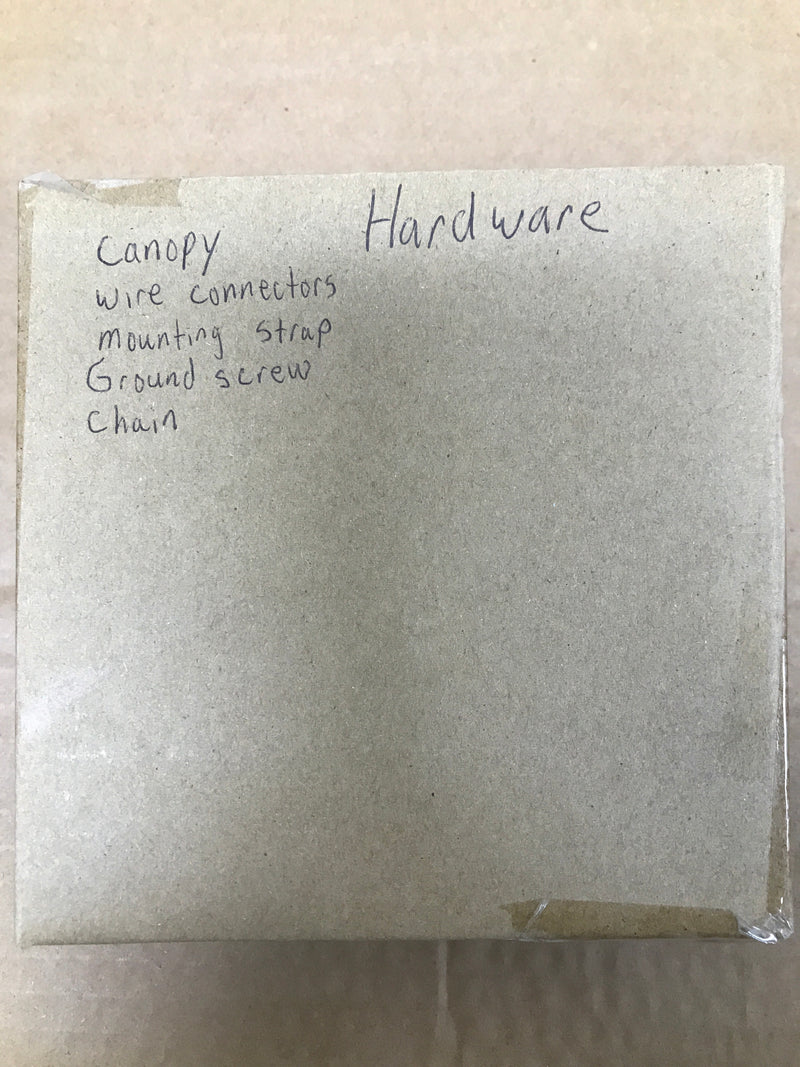 Hardware
Canopy
wire connectors
mounting strap
Ground screw
Chain